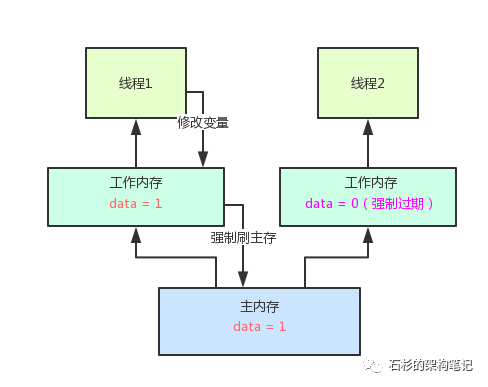 线程1
线程2
修改变量
工作内存
data = 1
工作内存
data = 0（强制过期）
强制刷主存
主内存
data = 1
石杉的架构笔记